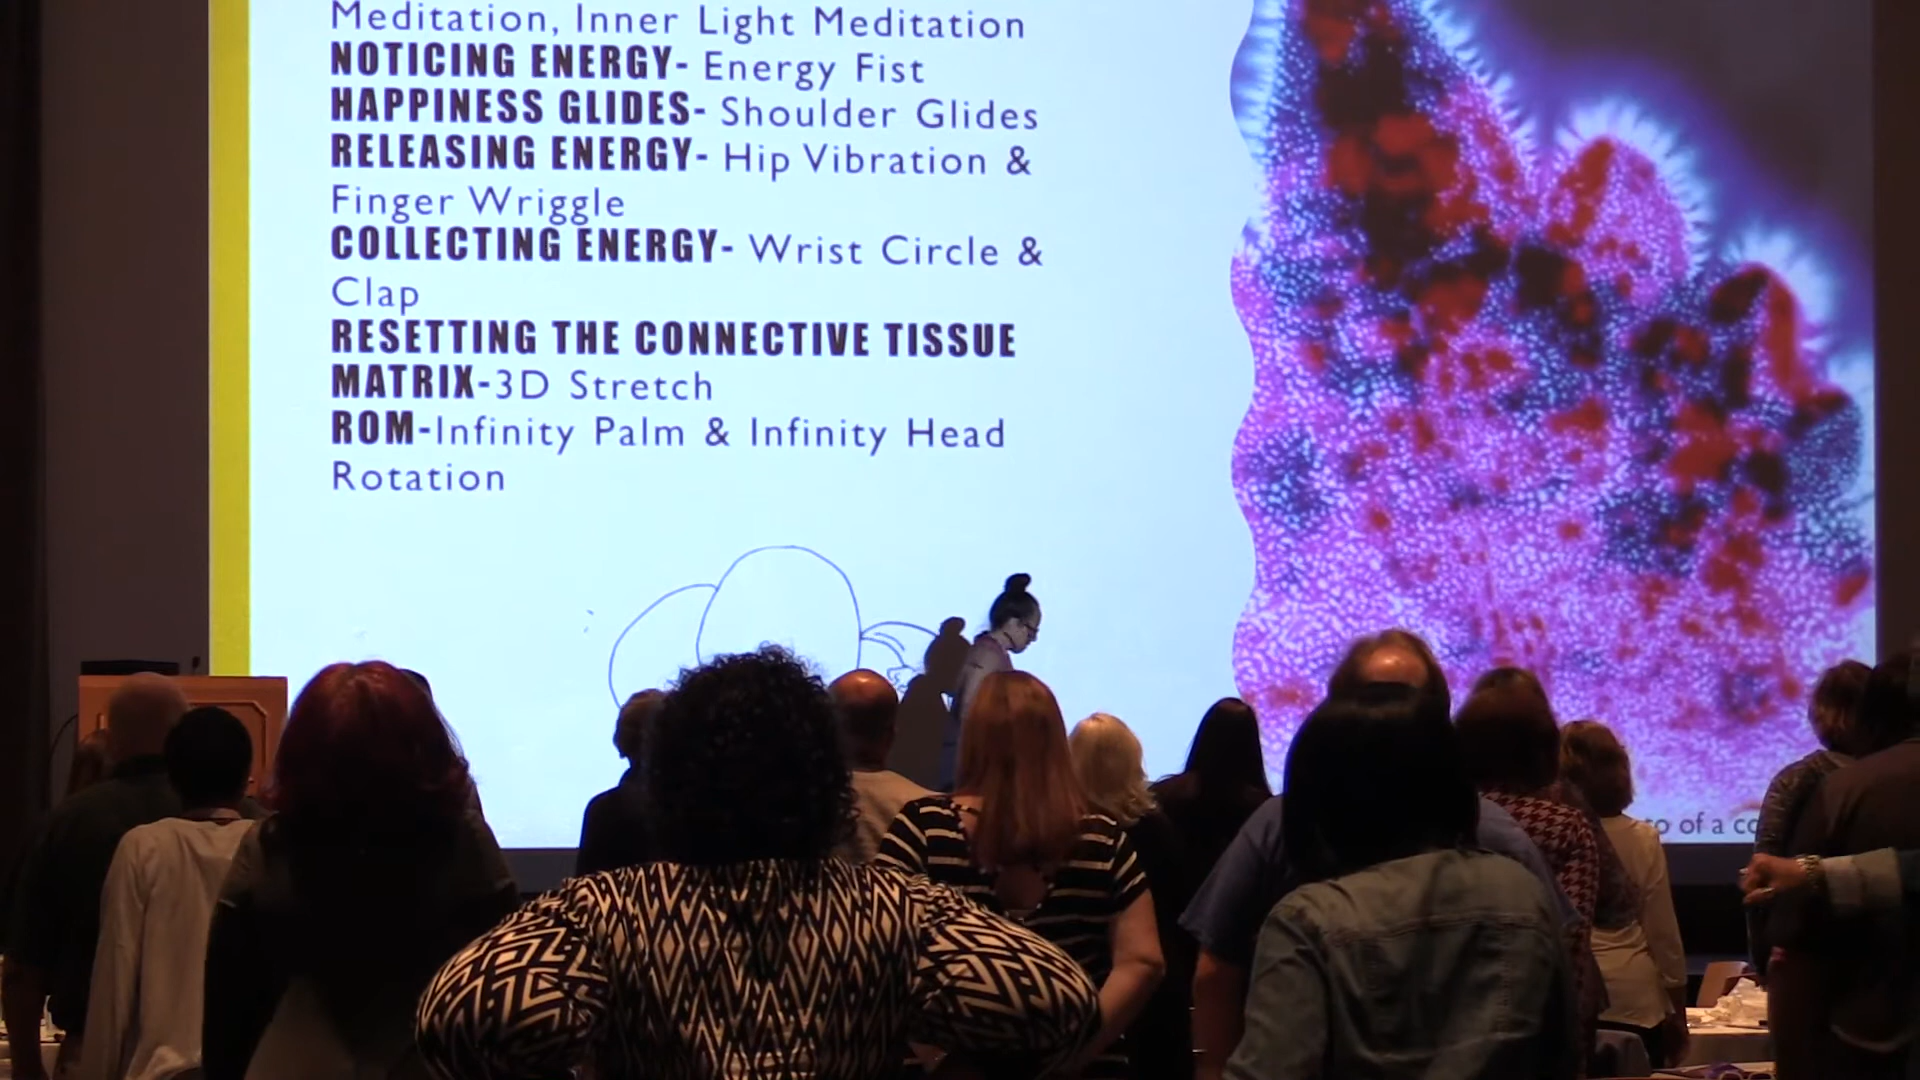 Meditation, Inner Light Meditation
NOTICING ENERGY- Energy Fist
HAPPINESS GLIDES- Shoulder Glides
RELEASING ENERGY- Hip Vibration &
Finger Wriggle
COLLECTING ENERGY- Wrist Circle &
Clap
RESETTING THE CONNECTIVE TISSUE
MATRIX-3D Stretch
ROM-Infinity Palm & Infinity Head
Rotation
of a